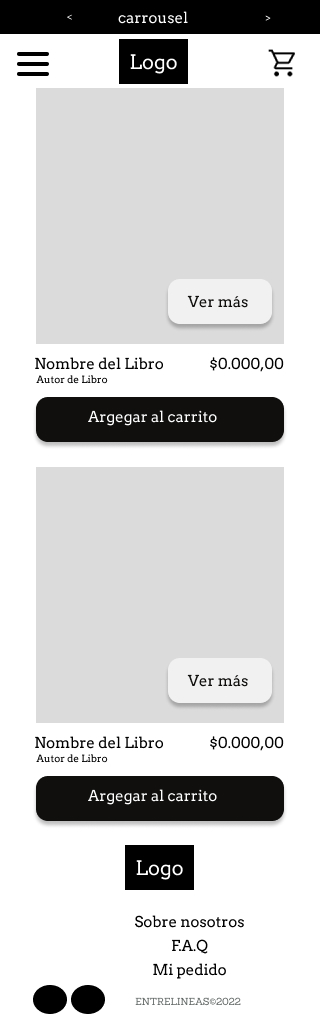 < carrousel >
Logo
Ver más
Nombre del Libro $0.000,00
Autor de Libro
Argegar al carrito
Ver más
Nombre del Libro $0.000,00
Autor de Libro
Argegar al carrito
Logo
Sobre nosotros
F.A.Q
Mi pedido
ENTRELINEAS©2022